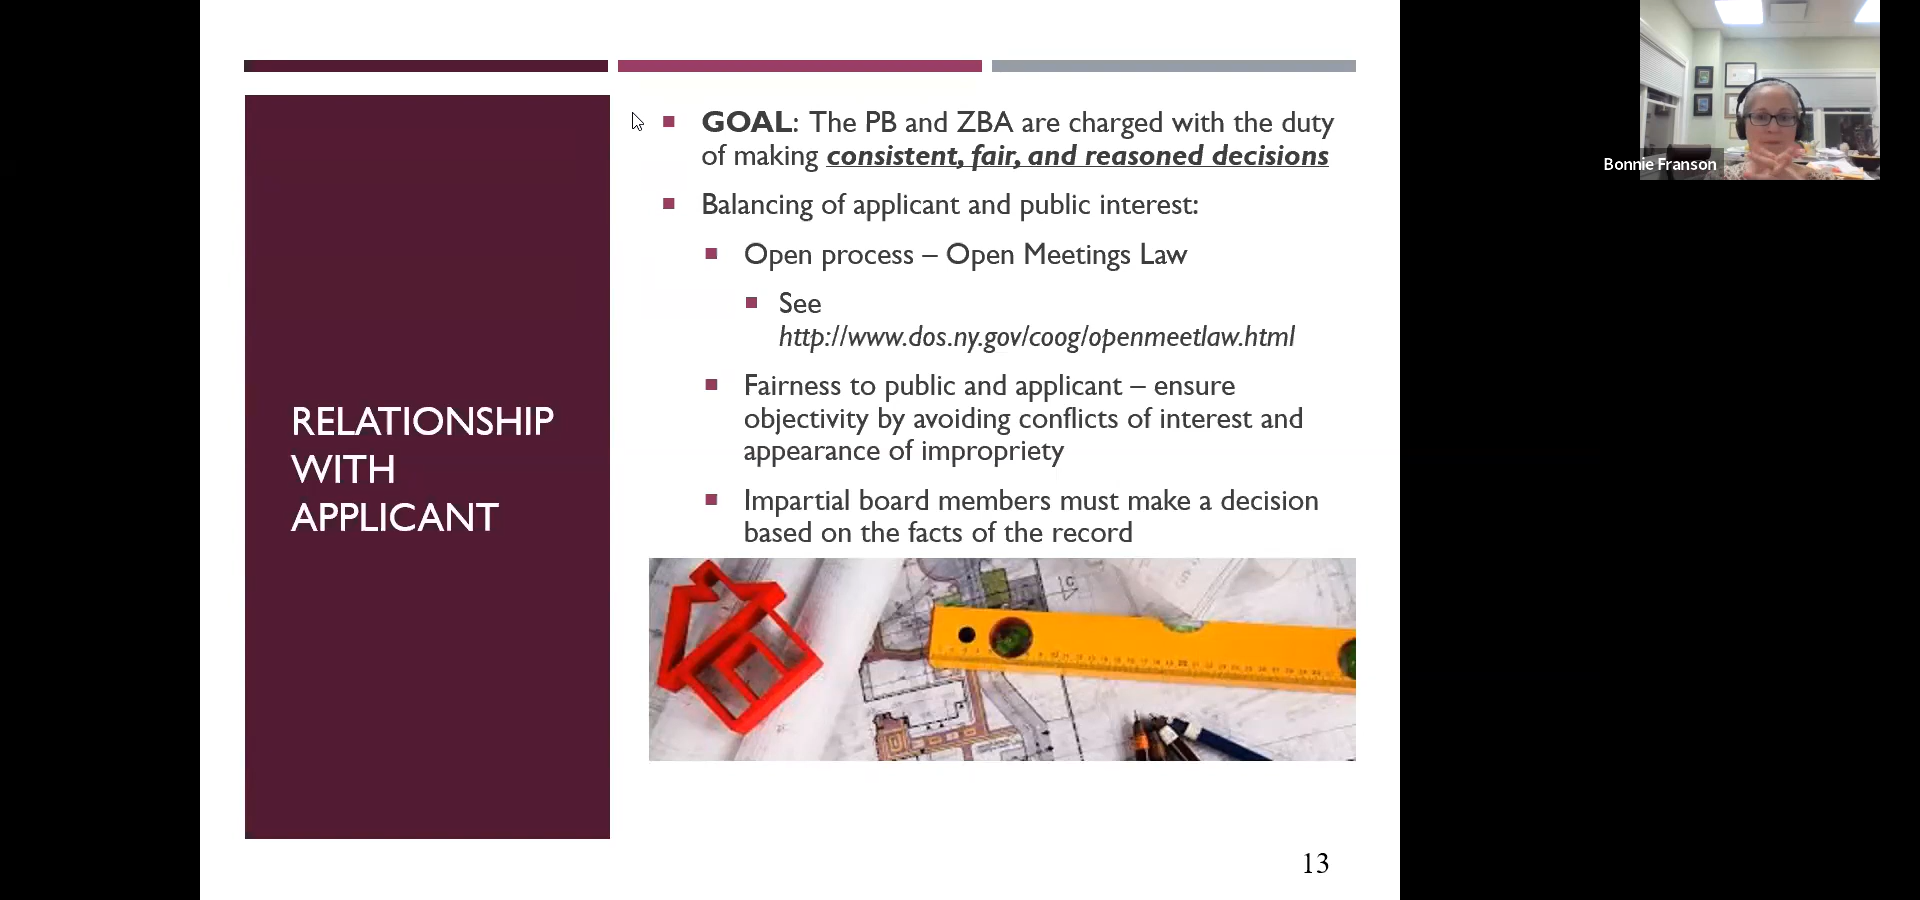 RELATIONSHIP
WITH
APPLICANT
GOAL: The PB and ZBA are charged with the duty
of making consistent, fair, and reasoned decisions
Balancing of applicant and public interest:
Open process – Open Meetings Law
See
http://www.dos.ny.gov/coog/openmeetlaw.html
Fairness to public and applicant – ensure
objectivity by avoiding conflicts of interest and
appearance of impropriety
Impartial board members must make a decision
based on the facts of the record
13
Bonnie Franson